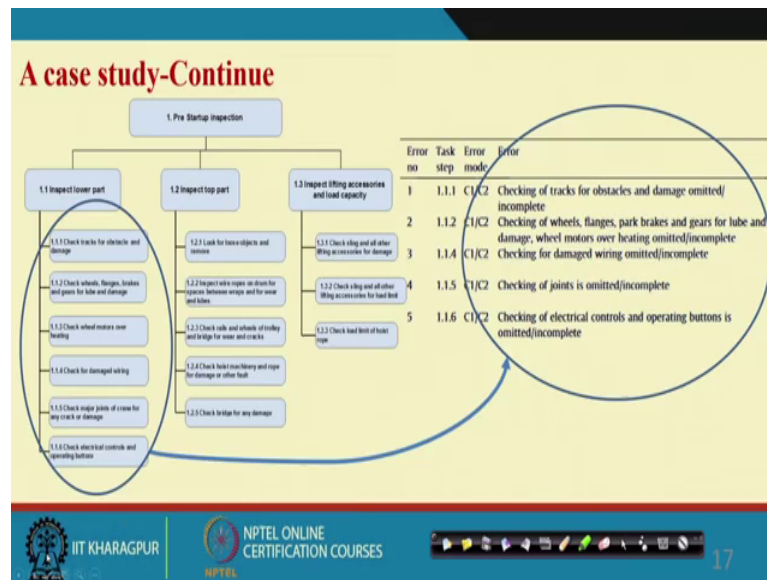 A case study-Continue
1. Pre Startup inspection
1.1 Inspect lower part
1.2 Inspect top part
1.3 Inspect lifting accessories
and load capacity
1.1.1 Check tracks for obstacle and
damage
1.1.2 Check wheels, flanges, brakes
and gears for lube and damage
1.1.3 Check wheel motors over
heating
1.1.4 Check for damaged wiring
1.1.5 Check major joints of crane for
any crack or damage
1.1.6 Check electrical controls and
operating buttons
1.2.1 Look for loose objects and
remove
1.2.2 Inspect wire ropes on drum for
spaces between wraps and for wear
and lubes
1.2.3 Check rails and wheels of trolley
and bridge for wear and cracks
1.2.4 Check hoist machinery and rope
for damage or other fault
1.2.5 Check bridge for any damage
1.3.1 Check sling and all other
lifting accessories for damage
1.3.2 Check sling and all other
lifting accessories for load limit
1.3.3 Check load limit of hoist
rope
Error Task Error Error
no step mode
1 1.1.1 C1/C2 Checking of tracks for obstacles and damage omitted/
incomplete
2 1.1.2 C1/C2 Checking of wheels, flanges, park brakes and gears for lube and
damage, wheel motors over heating omitted/incomplete
3 1.1.4 C1/C2 Checking for damaged wiring omitted/incomplete
4 1.1.5 C1/C2 Checking of joints is omitted/incomplete
5 1.1.6 C1/C2 Checking of electrical controls and operating buttons is
omitted/incomplete
IIT KHARAGPUR
NPTEL
NPTEL ONLINE
CERTIFICATION COURSES
17